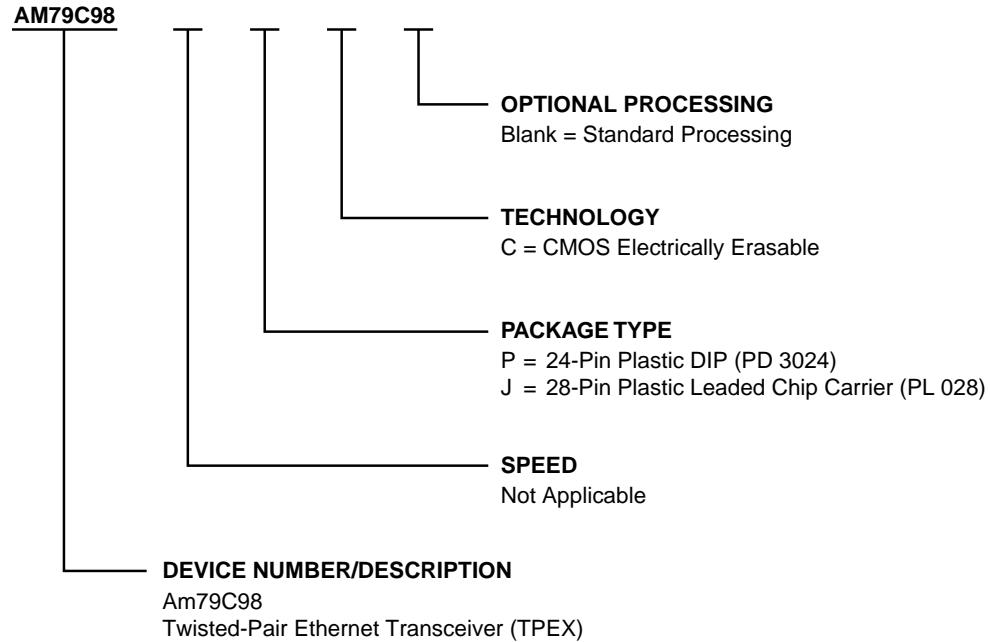 AM79C98
OPTIONAL PROCESSING
Blank = Standard Processing
TECHNOLOGY
C = CMOS Electrically Erasable
PACKAGE TYPE
P = 24-Pin Plastic DIP (PD 3024)
J = 28-Pin Plastic Leaded Chip Carrier (PL 028)
SPEED
Not Applicable
DEVICE NUMBER/DESCRIPTION
Am79C98
Twisted-Pair Ethernet Transceiver (TPEX)